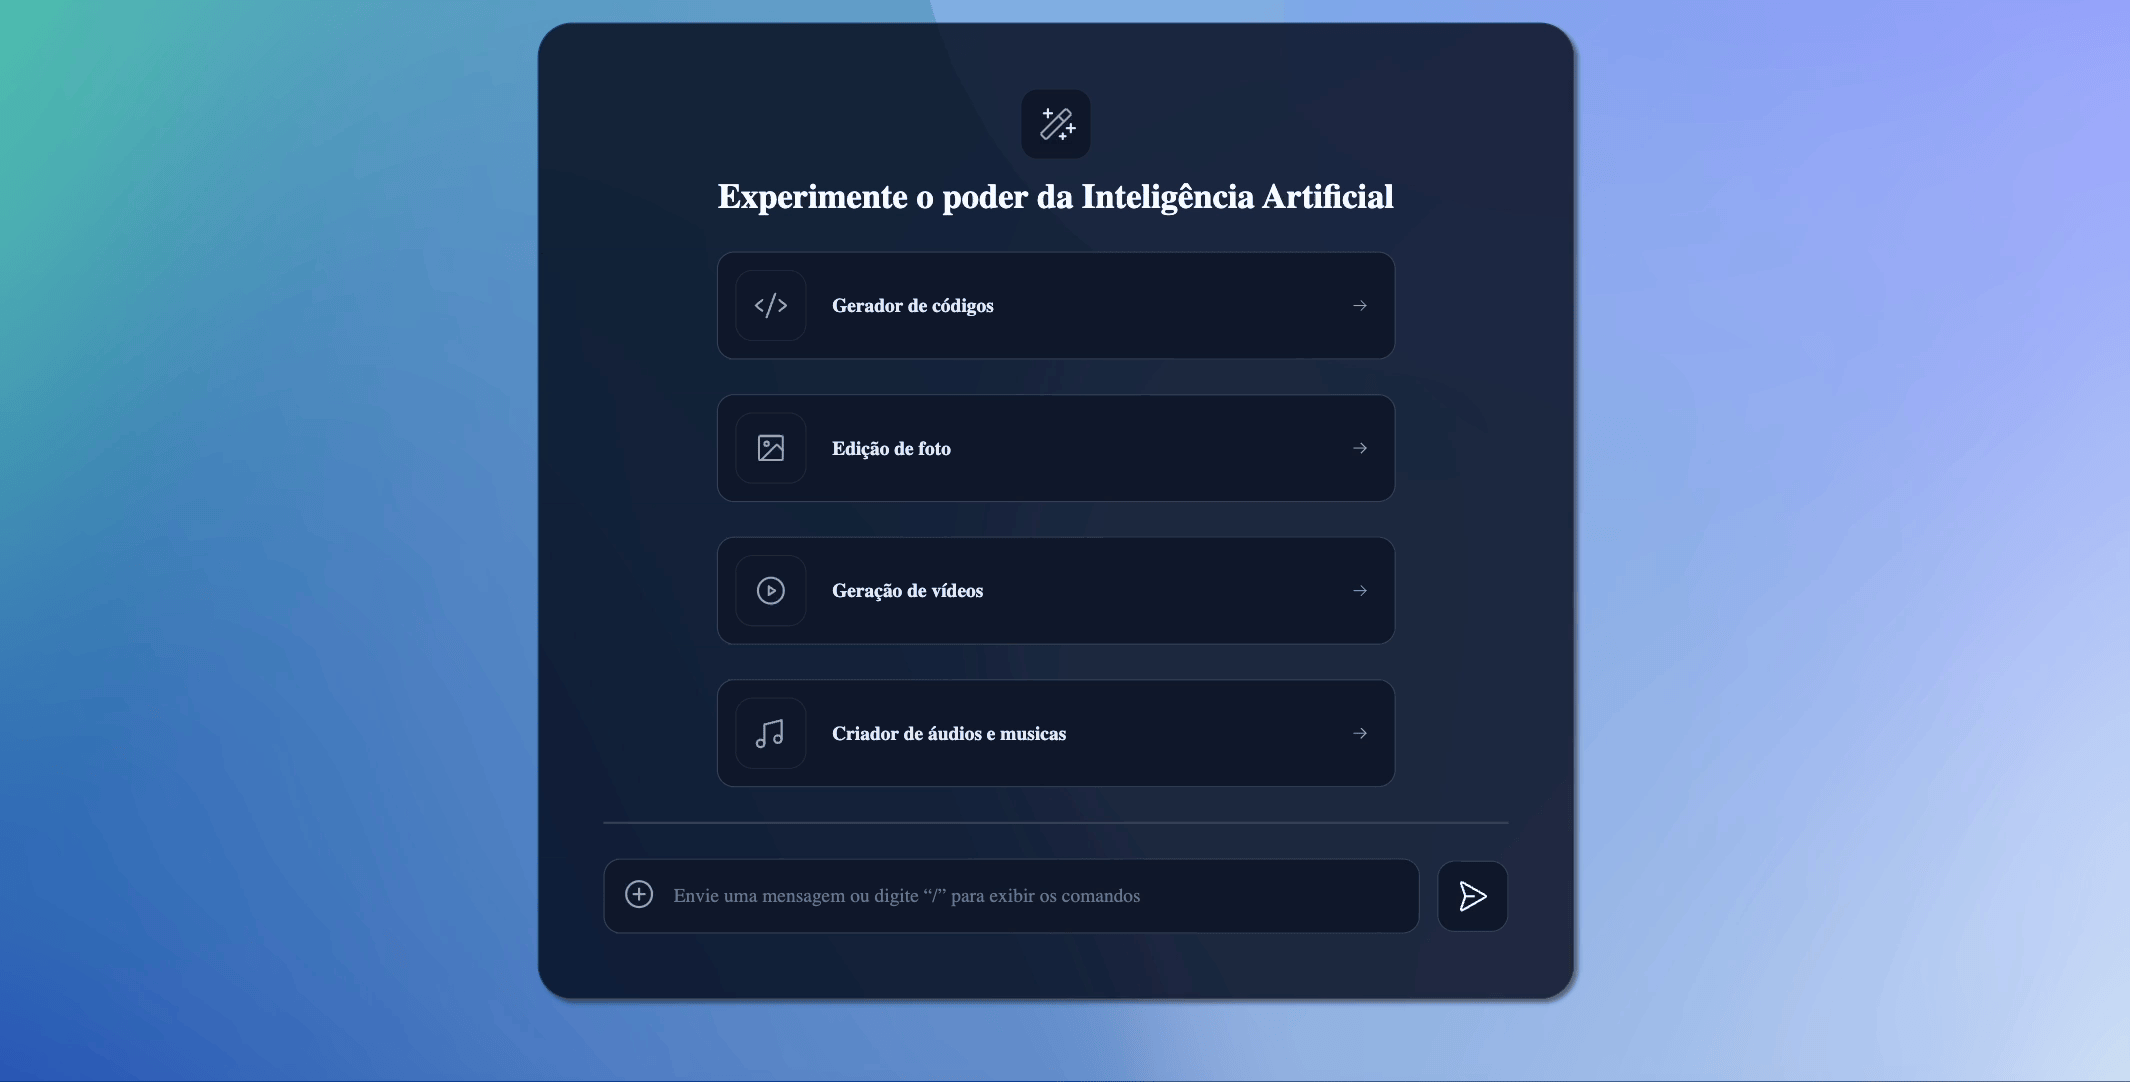 Experimente o poder da Inteligência Artificial
Gerador de códigos
Edição de foto
Geração de vídeos
Criador de áudios e musicas
Envie uma mensagem ou digite “/” para exibir os comandos